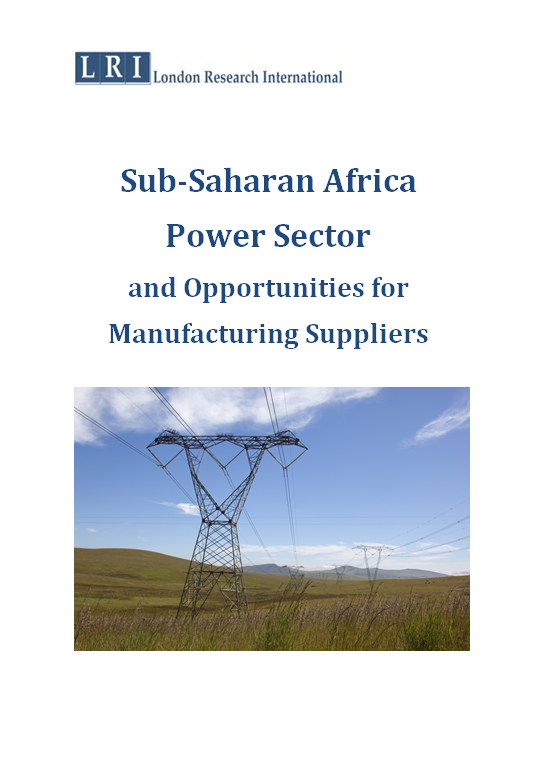 LRI London Research International
Sub-Saharan Africa
Power Sector
and Opportunities for
Manufacturing Suppliers